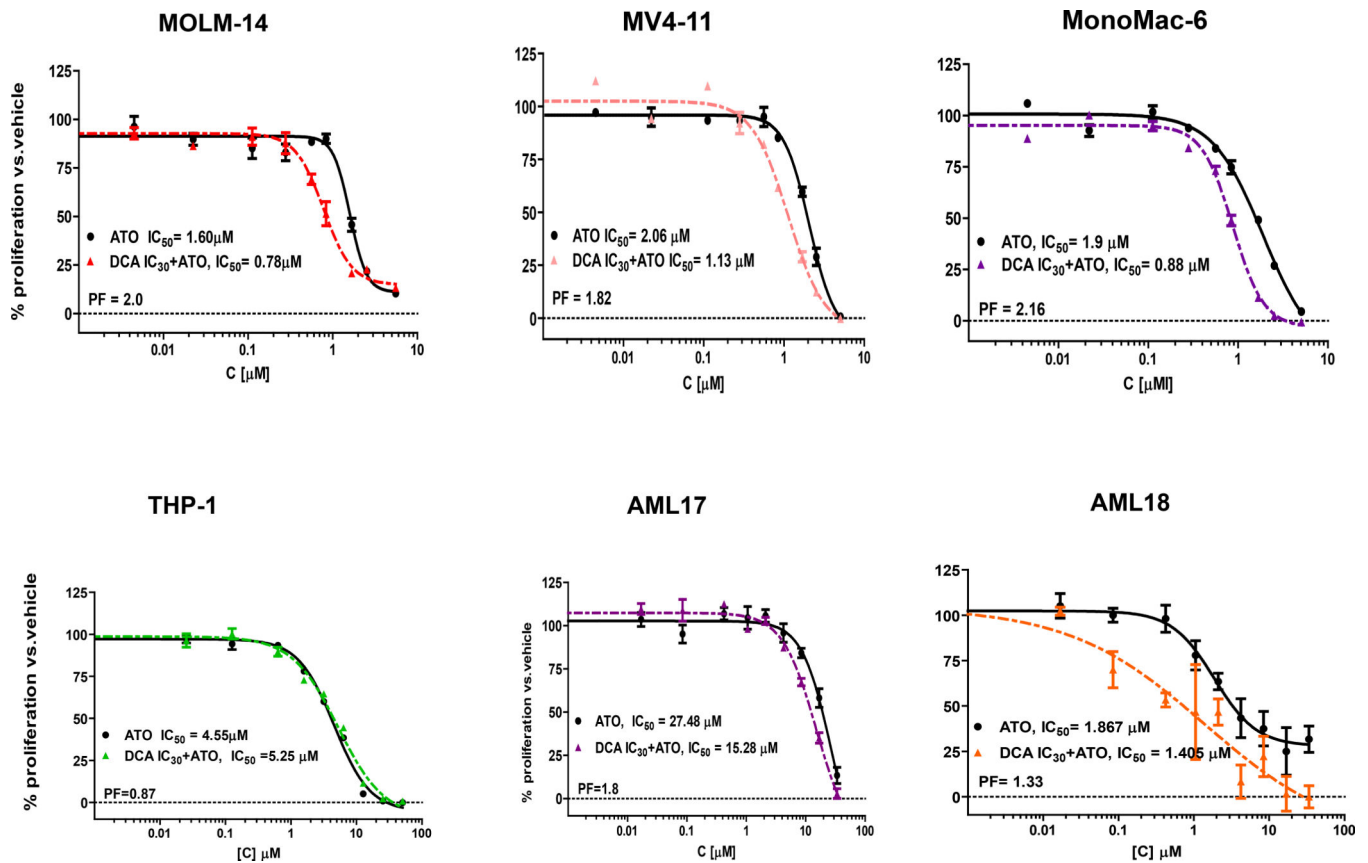 MOLM-14
% proliferation vs.vehicle
125
100
75
50
25
0
ATO IC50= 1.60µM
DCA IC30+ATO, IC50= 0.78µM
PF = 2.0
0.01
0.1
1
10
C [µM]
MV4-11
125
100
75
50
25
0
ATO IC50= 2.06 µM
DCA IC30+ATO IC50= 1.13 µM
PF = 1.82
0.01
0.1
1
10
C [µM]
MonoMac-6
125
100
75
50
25
0
ATO, IC50= 1.9 µM
DCA IC30+ATO, IC50= 0.88 µM
PF = 2.16
0.01
0.1
1
10
C [µMl]
THP-1
% proliferation vs.vehicle
125
100
75
50
25
0
ATO IC50 = 4.55µM
DCA IC30+ATO, IC50 =5.25 µM
PF=0.87
0.01
0.1
1
10
100
[C] µM
AML17
% proliferation vs.vehicle
125
100
75
50
25
0
ATO, IC50 = 27.48 µM
DCA IC30+ATO, IC50 = 15.28 µM
PF=1.8
0.01
0.1
1
10
100
C [µM]
AML18
125
100
75
50
25
0
ATO, IC50 = 1.867 µM
DCA IC30+ATO, IC50 = 1.405 µM
PF= 1.33
0.01
0.1
1
10
100
[C] µM